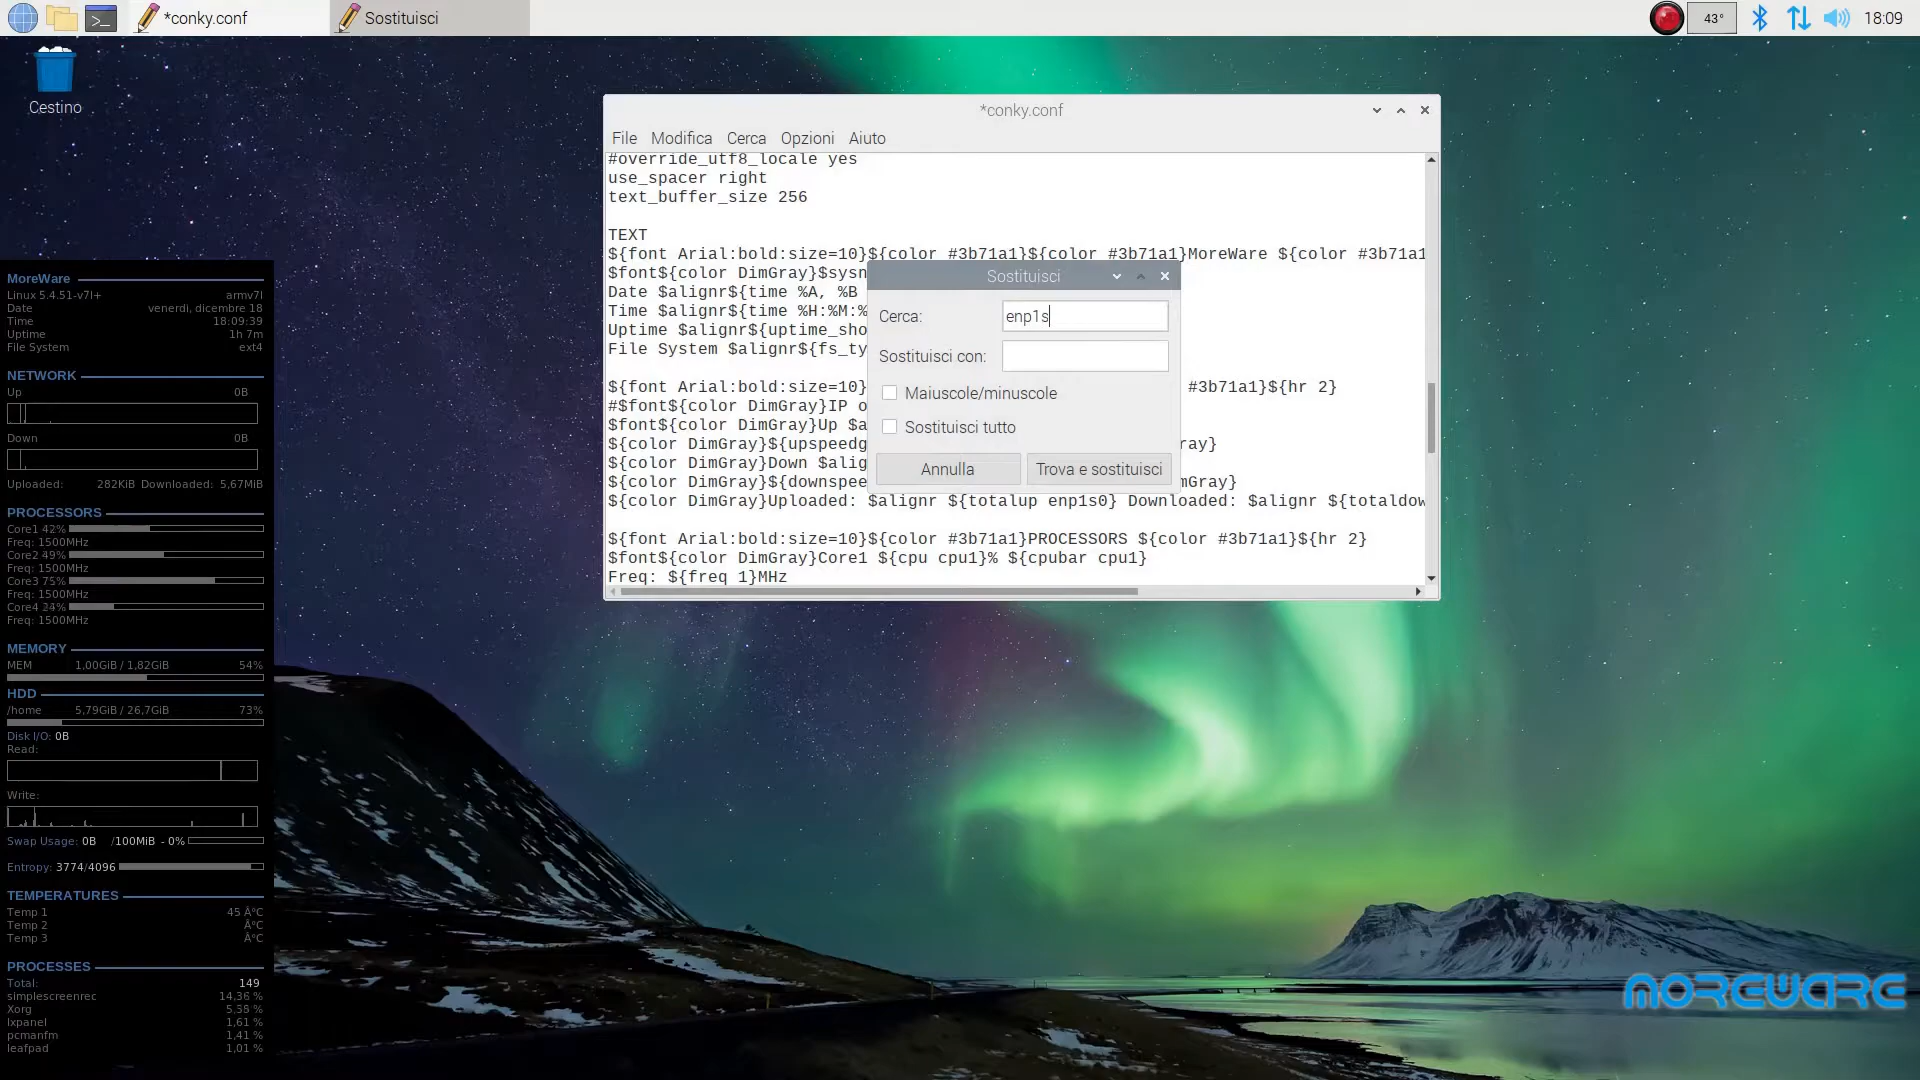 *conky.conf
Sostituisci
43°
18:09
Cestino
*conky.conf
File Modifica Cerca Opzioni Aiuto
#override_utf8_locale yes
use_spacer right
text_buffer_size 256
TEXT
${font Arial:bold:size=10}${color #3b71a1}${color #3b71a1}MoreWare ${color #3b71a1
$font${color DimGray}$sysn
Date $alignr${time %A, %B
Time $alignr${time %H:%M:%
Uptime $alignr${uptime_sho
File System $alignr${fs_ty
${font Arial:bold:size=10} #3b71a1}${hr 2}
#$font${color DimGray}IP o
$font${color DimGray}Up $a
${color DimGray}${upspeedg ray}
${color DimGray}Down $alig
${color DimGray}${downspee mGray}
${color DimGray}Uploaded: $alignr ${totalup enp1s0} Downloaded: $alignr ${totaldow
${font Arial:bold:size=10}${color #3b71a1}PROCESSORS ${color #3b71a1}${hr 2}
$font${color DimGray}Core1 ${cpu cpu1}% ${cpubar cpu1}
Freq: ${freq 1}MHz
Sostituisci
Cerca: enp1s
Sostituisci con:
Maiuscole/minuscole
Sostituisci tutto
Annulla Trova e sostituisci
MoreWare
Linux 5.4.51-v7l+ armv7l
Date venerdì, dicembre 18
Time 18:09:39
Uptime 1h 7m
File System ext4
NETWORK
Up 0B
Down 0B
Uploaded: 282KiB Downloaded: 5,67MiB
PROCESSORS
Core1 42%
Freq: 1500MHz
Core2 49%
Freq: 1500MHz
Core3 75%
Freq: 1500MHz
Core4 24%
Freq: 1500MHz
MEMORY
MEM 1,00GiB / 1,82GiB 54%
HDD
/home 5,79GiB / 26,7GiB 73%
Disk I/O: 0B
Read:
Write:
Swap Usage: 0B /100MiB - 0%
Entropy: 3774/4096
TEMPERATURES
Temp 1 45 Â°C
Temp 2 Â°C
Temp 3 Â°C
PROCESSES
Total: 149
simplescreenrec 14,36 %
Xorg 5,38 %
lxpanel 1,61 %
pcmanfm 1,41 %
leafpad 1,01 %
MOREWARE